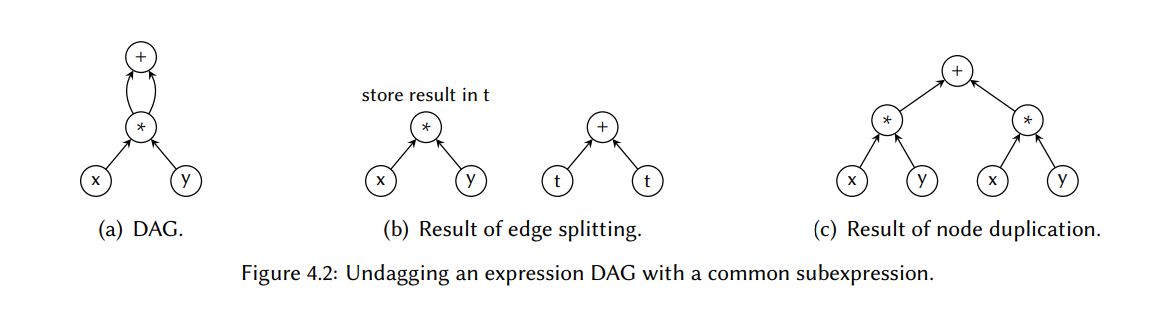 +
*
x y
(a) DAG.
store result in t
*
x y
+
t t
(b) Result of edge splitting.
+
* *
x y x y
(c) Result of node duplication.
Figure 4.2: Undagging an expression DAG with a common subexpression.